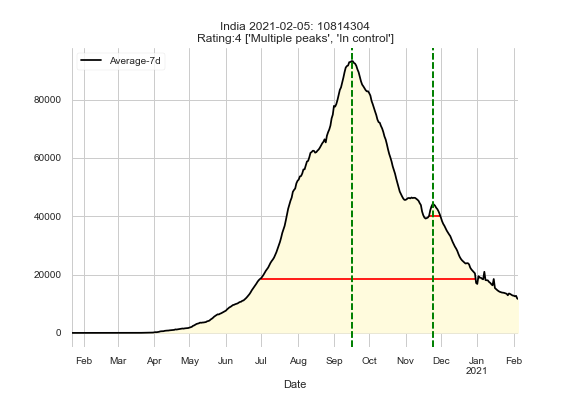 India 2021-02-05: 10814304
Rating:4 ['Multiple peaks', 'In control']
Average-7d
80000
60000
40000
20000
0
Feb Mar Apr May Jun Jul Aug Sep Oct Nov Dec Jan Feb
2021
Date